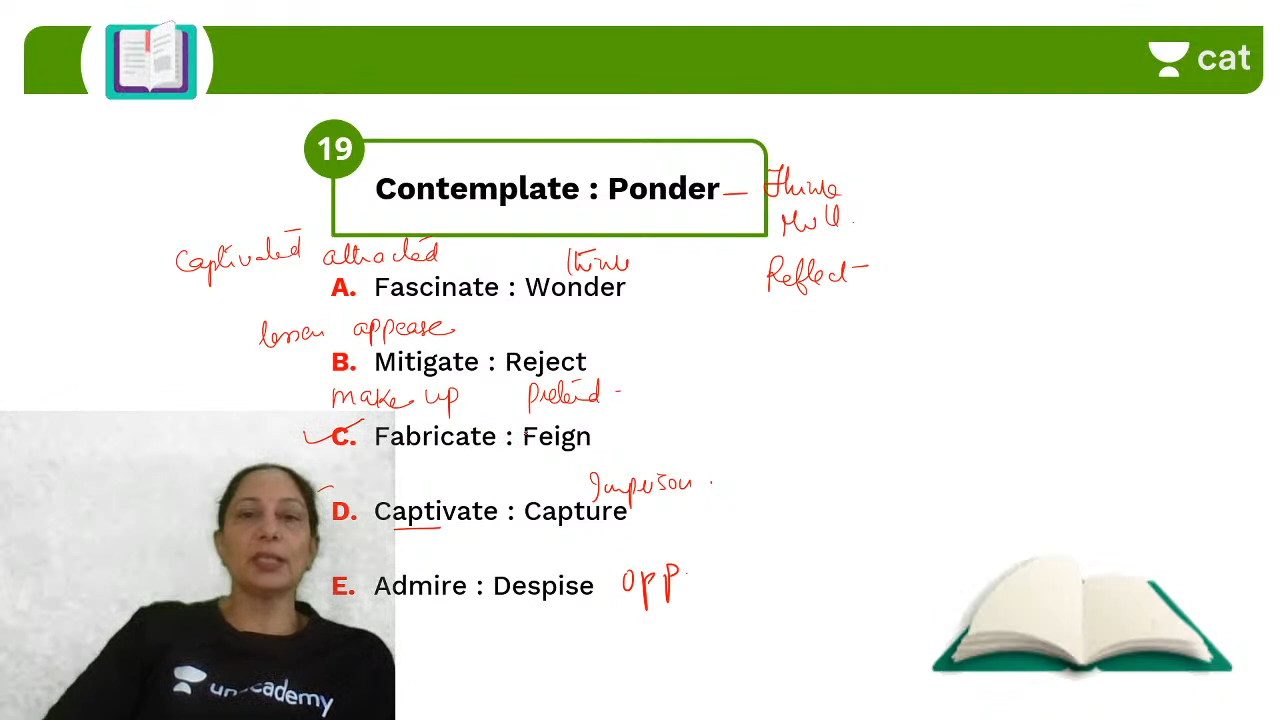 cat
19
Contemplate : Ponder — Think
Mull
Reflect
Captivated attracted
Think
A. Fascinate : Wonder
lessen appease
B. Mitigate : Reject
make up Pretend
C. Fabricate : Feign
Imprison
D. Captivate : Capture
E. Admire : Despise opp
unacademy